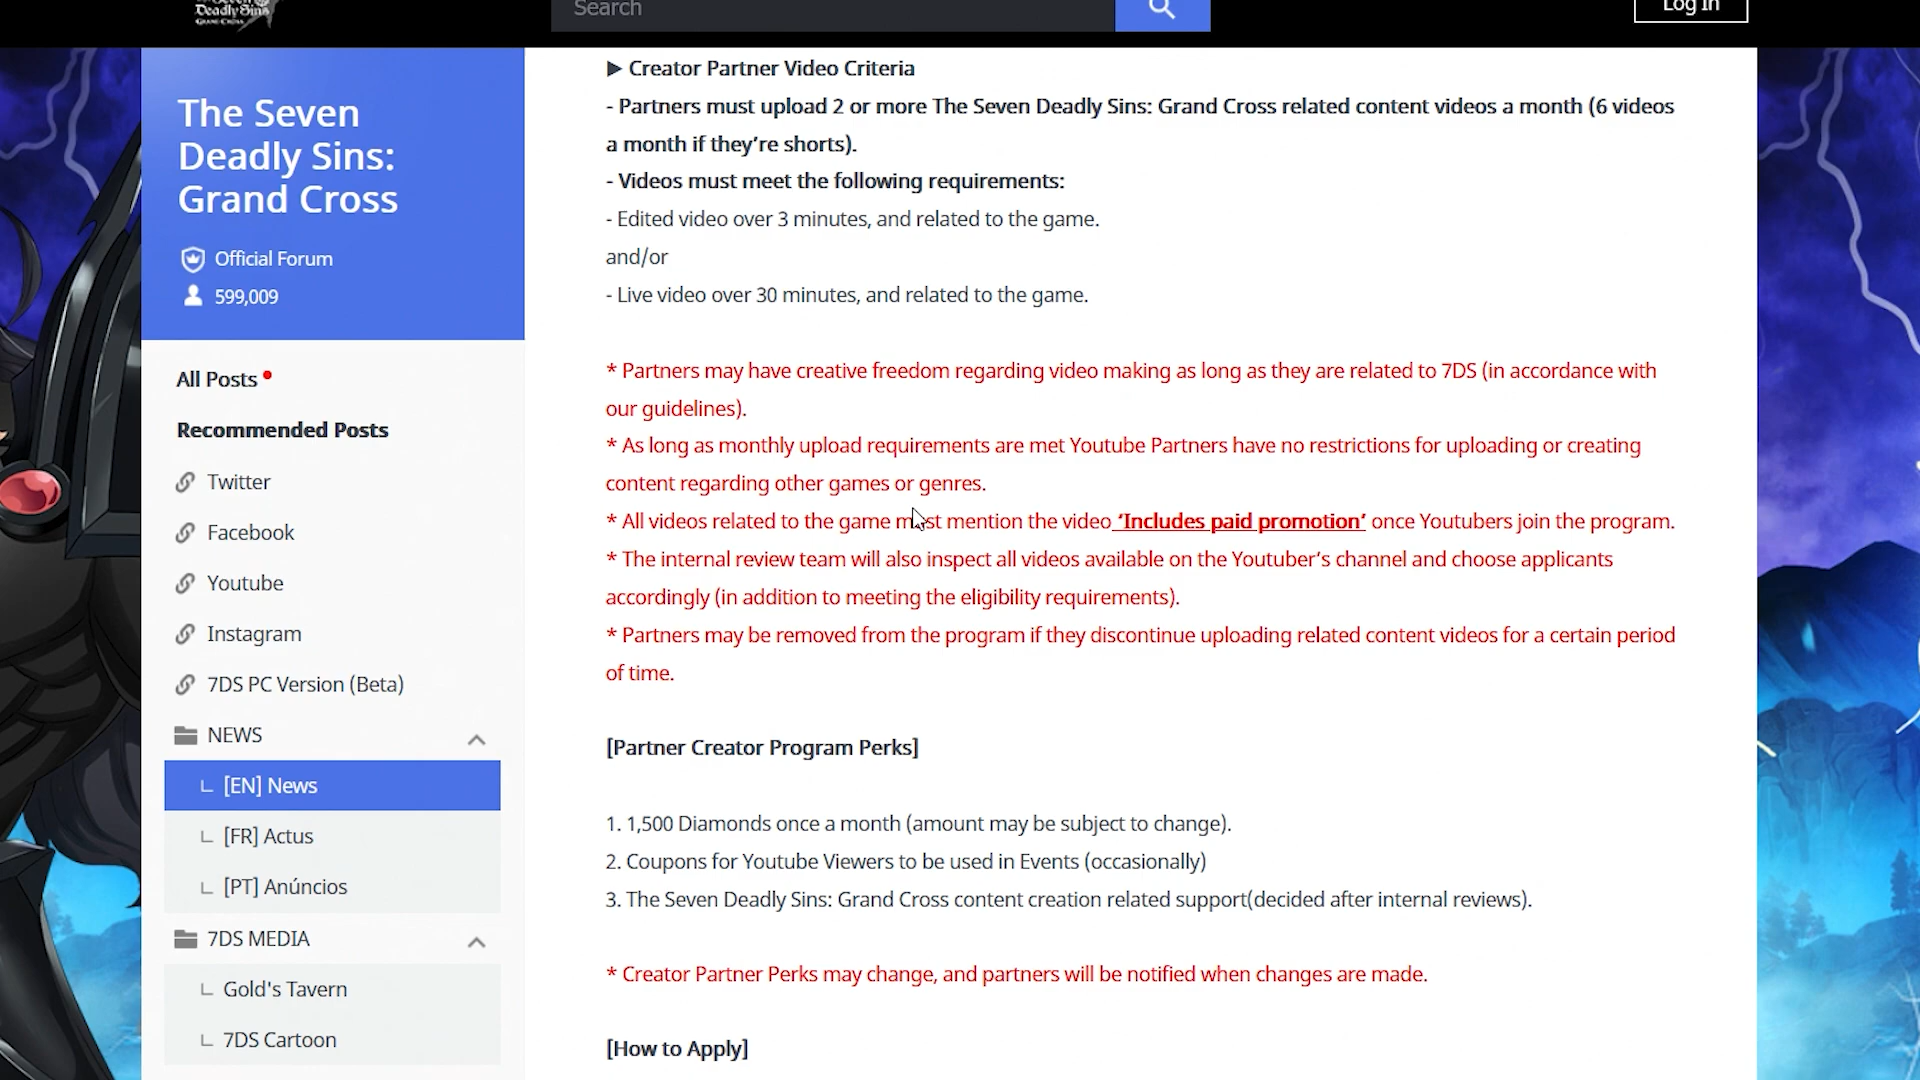 Deadly Sins
GRAND CROSS
Search
Log In
The Seven
Deadly Sins:
Grand Cross
Official Forum
599,009
All Posts
Recommended Posts
Twitter
Facebook
Youtube
Instagram
7DS PC Version (Beta)
NEWS
[EN] News
[FR] Actus
[PT] Anúncios
7DS MEDIA
Gold's Tavern
7DS Cartoon
▶ Creator Partner Video Criteria
- Partners must upload 2 or more The Seven Deadly Sins: Grand Cross related content videos a month (6 videos
a month if they’re shorts).
- Videos must meet the following requirements:
- Edited video over 3 minutes, and related to the game.
and/or
- Live video over 30 minutes, and related to the game.
* Partners may have creative freedom regarding video making as long as they are related to 7DS (in accordance with
our guidelines).
* As long as monthly upload requirements are met Youtube Partners have no restrictions for uploading or creating
content regarding other games or genres.
* All videos related to the game must mention the video ‘Includes paid promotion’ once Youtubers join the program.
* The internal review team will also inspect all videos available on the Youtuber’s channel and choose applicants
accordingly (in addition to meeting the eligibility requirements).
* Partners may be removed from the program if they discontinue uploading related content videos for a certain period
of time.
[Partner Creator Program Perks]
1. 1,500 Diamonds once a month (amount may be subject to change).
2. Coupons for Youtube Viewers to be used in Events (occasionally)
3. The Seven Deadly Sins: Grand Cross content creation related support(decided after internal reviews).
* Creator Partner Perks may change, and partners will be notified when changes are made.
[How to Apply]